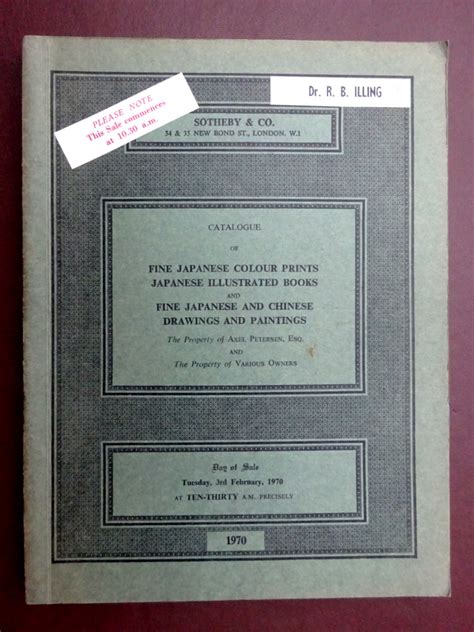 Dr. R. B. ILLING
PLEASE NOTE
This Sale commences
at 10.30 a.m.
SOTHEBY & CO.
34 & 35 NEW BOND ST., LONDON, W.1
CATALOGUE
OF
FINE JAPANESE COLOUR PRINTS
JAPANESE ILLUSTRATED BOOKS
AND
FINE JAPANESE AND CHINESE
DRAWINGS AND PAINTINGS
The Property of AXEL PETERSEN, ESQ.
AND
The Property of VARIOUS OWNERS
Day of Sale
Tuesday, 3rd February, 1970
AT TEN-THIRTY A.M. PRECISELY
1970